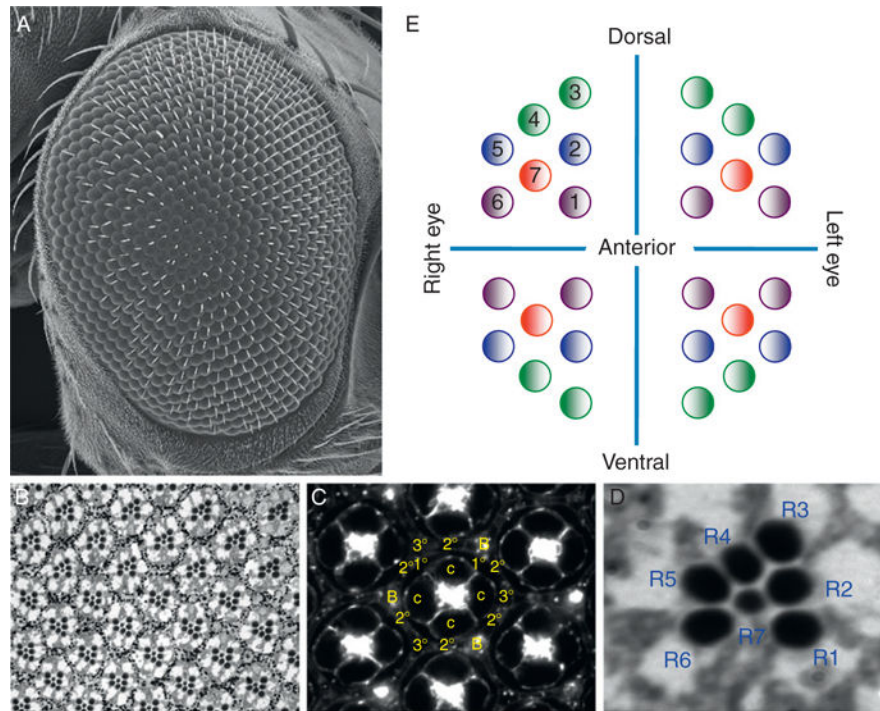 A
E
Dorsal
3
4
5 2
7
6 1
Right eye
Anterior
Left eye
Ventral
B
C
3° 2° B
2° 1° c 1° 2°
B c c 3°
2° c 2°
3° 2° B
D
R3
R4
R5 R2
R7
R6 R1